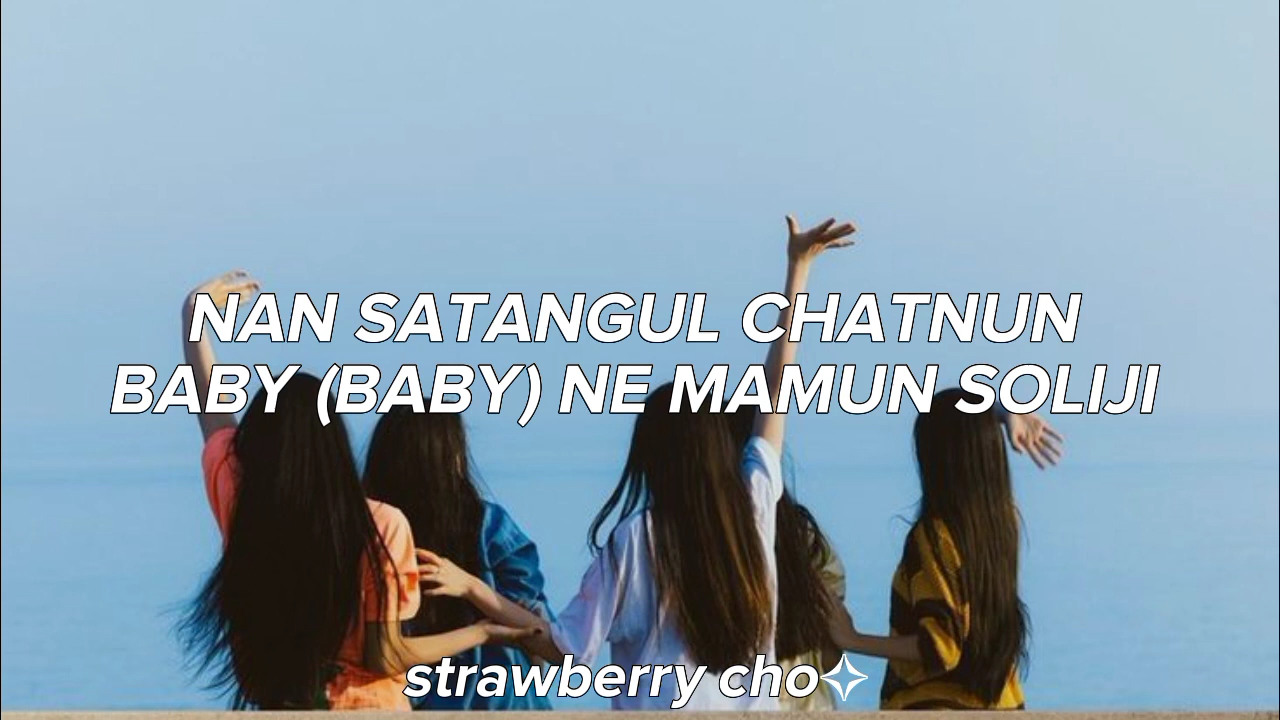 NAN SATANGUL CHATNUN
BABY (BABY) NE MAMUN SOLIJI
strawberry cho✧